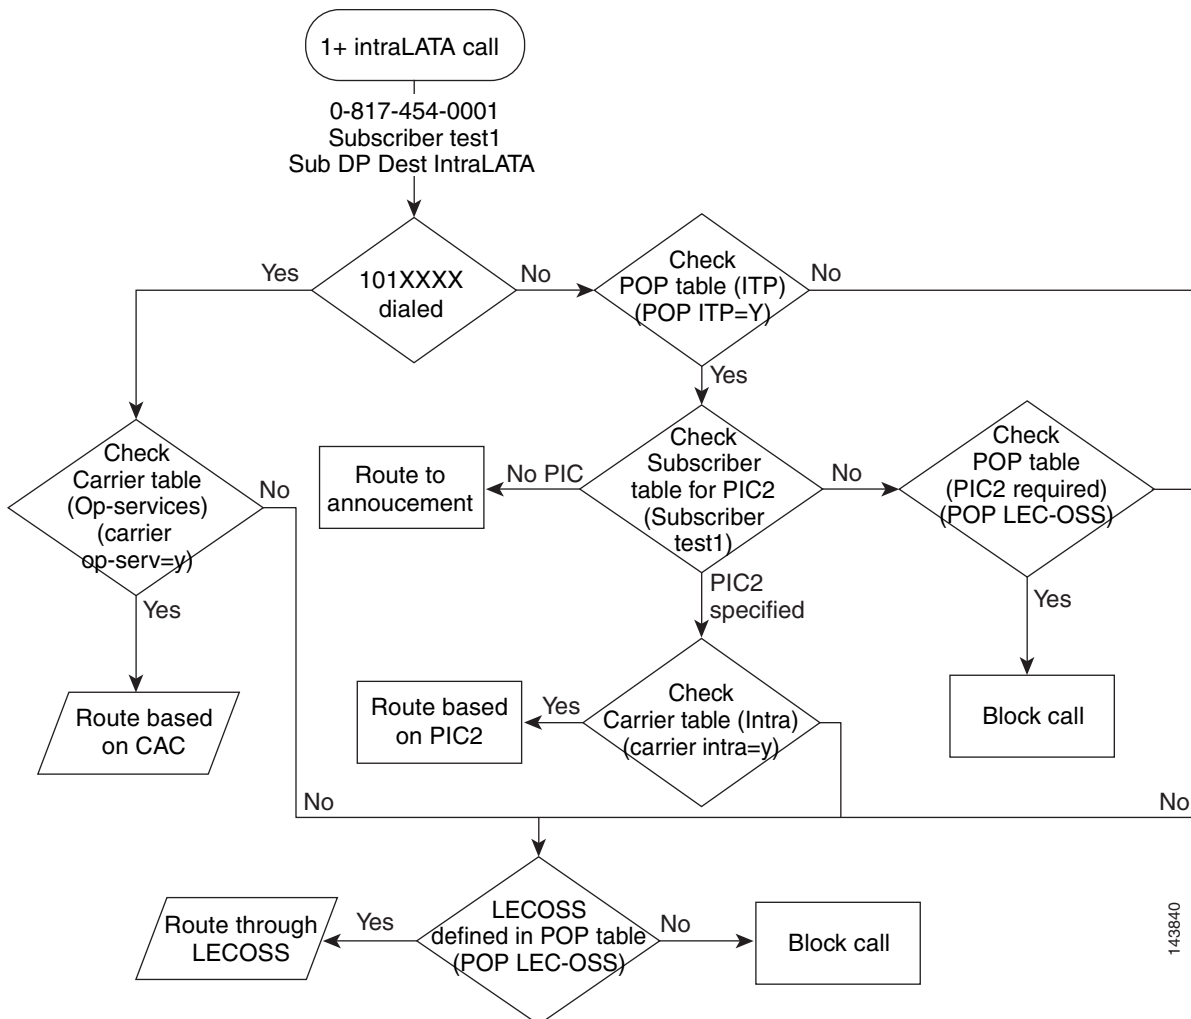 1+ intraLATA call
0-817-454-0001
Subscriber test1
Sub DP Dest IntraLATA
Yes
101XXXX
dialed
No
Check
POP table (ITP)
(POP ITP=Y)
No
Yes
Check
Carrier table
(Op-services)
(carrier
op-serv=y)
No
Yes
Route to
annoucement
No PIC
Check
Subscriber
table for PIC2
(Subscriber
test1)
No
Check
POP table
(PIC2 required)
(POP LEC-OSS)
PIC2
specified
Yes
Route based
on CAC
Route based
on PIC2
Yes
Check
Carrier table (Intra)
(carrier intra=y)
Block call
No
No
Route through
LECOSS
Yes
LECOSS
defined in POP table
(POP LEC-OSS)
No
Block call
143840